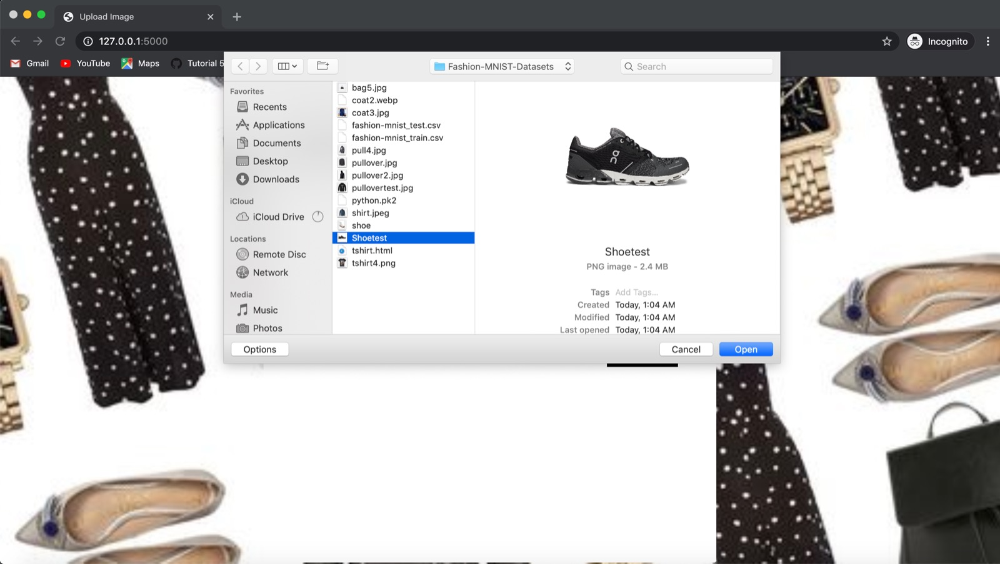 Upload Image
127.0.0.1:5000
Incognito
Gmail
YouTube
Maps
Tutorial 5
Fashion-MNIST-Datasets
Search
Favorites
Recents
Applications
Documents
Desktop
Downloads
iCloud
iCloud Drive
Locations
Remote Disc
Network
Media
Music
Photos
bag5.jpg
coat2.webp
coat3.jpg
fashion-mnist_test.csv
fashion-mnist_train.csv
pull4.jpg
pullover.jpg
pullover2.jpg
pullovertest.jpg
python.pk2
shirt.jpeg
shoe
Shoetest
tshirt.html
tshirt4.png
Shoetest
PNG image - 2.4 MB
Tags Add Tags...
Created Today, 1:04 AM
Modified Today, 1:04 AM
Last opened Today, 1:04 AM
Options
Cancel
Open